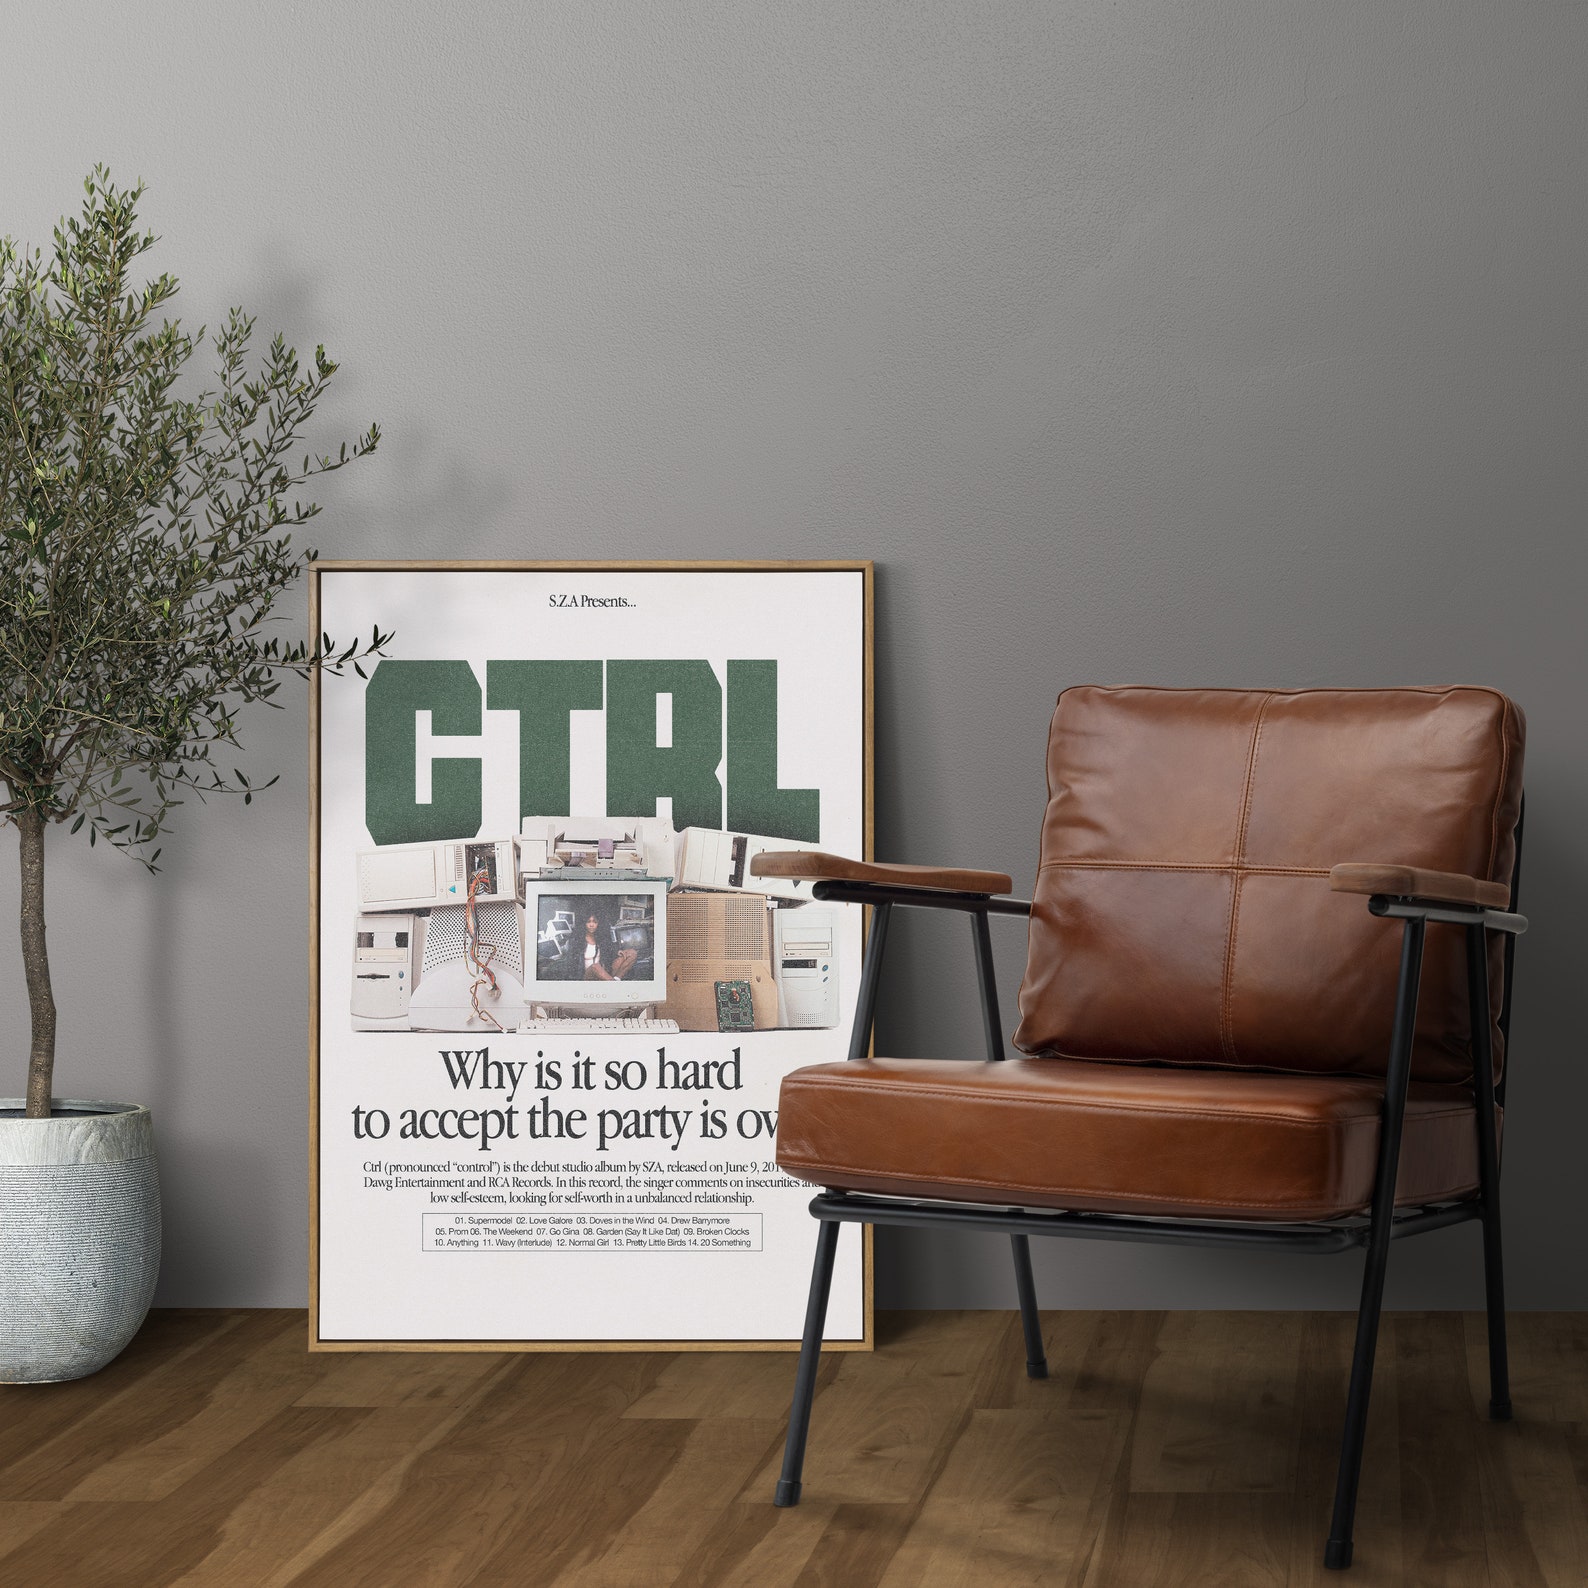 S.Z.A Presents...
CTRL
Why is it so hard
to accept the party is
Ctrl (pronounced “control”) is the debut studio album by SZA, released on June 9,
Dawg Entertainment and RCA Records. In this record, the singer comments on insecurities and
low self-esteem, looking for self-worth in a unbalanced relationship.
01. Supermodel 02. Love Galore 03. Doves in the Wind 04. Drew Barrymore
05. Prom 06. The Weekend 07. Go Gina 08. Garden (Say It Like Dat) 09. Broken Clocks
10. Anything 11. Wavy (Interlude) 12. Normal Girl 13. Pretty Little Birds 14. 20 Something